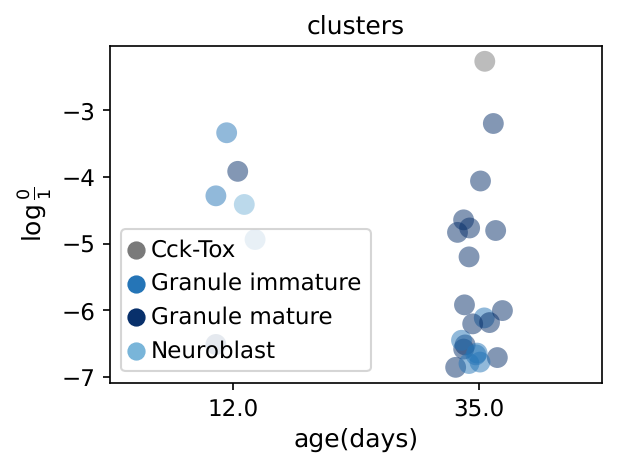 clusters
−3
−4
−5
−6
−7
log 0/1
Cck-Tox
Granule immature
Granule mature
Neuroblast
12.0
35.0
age(days)